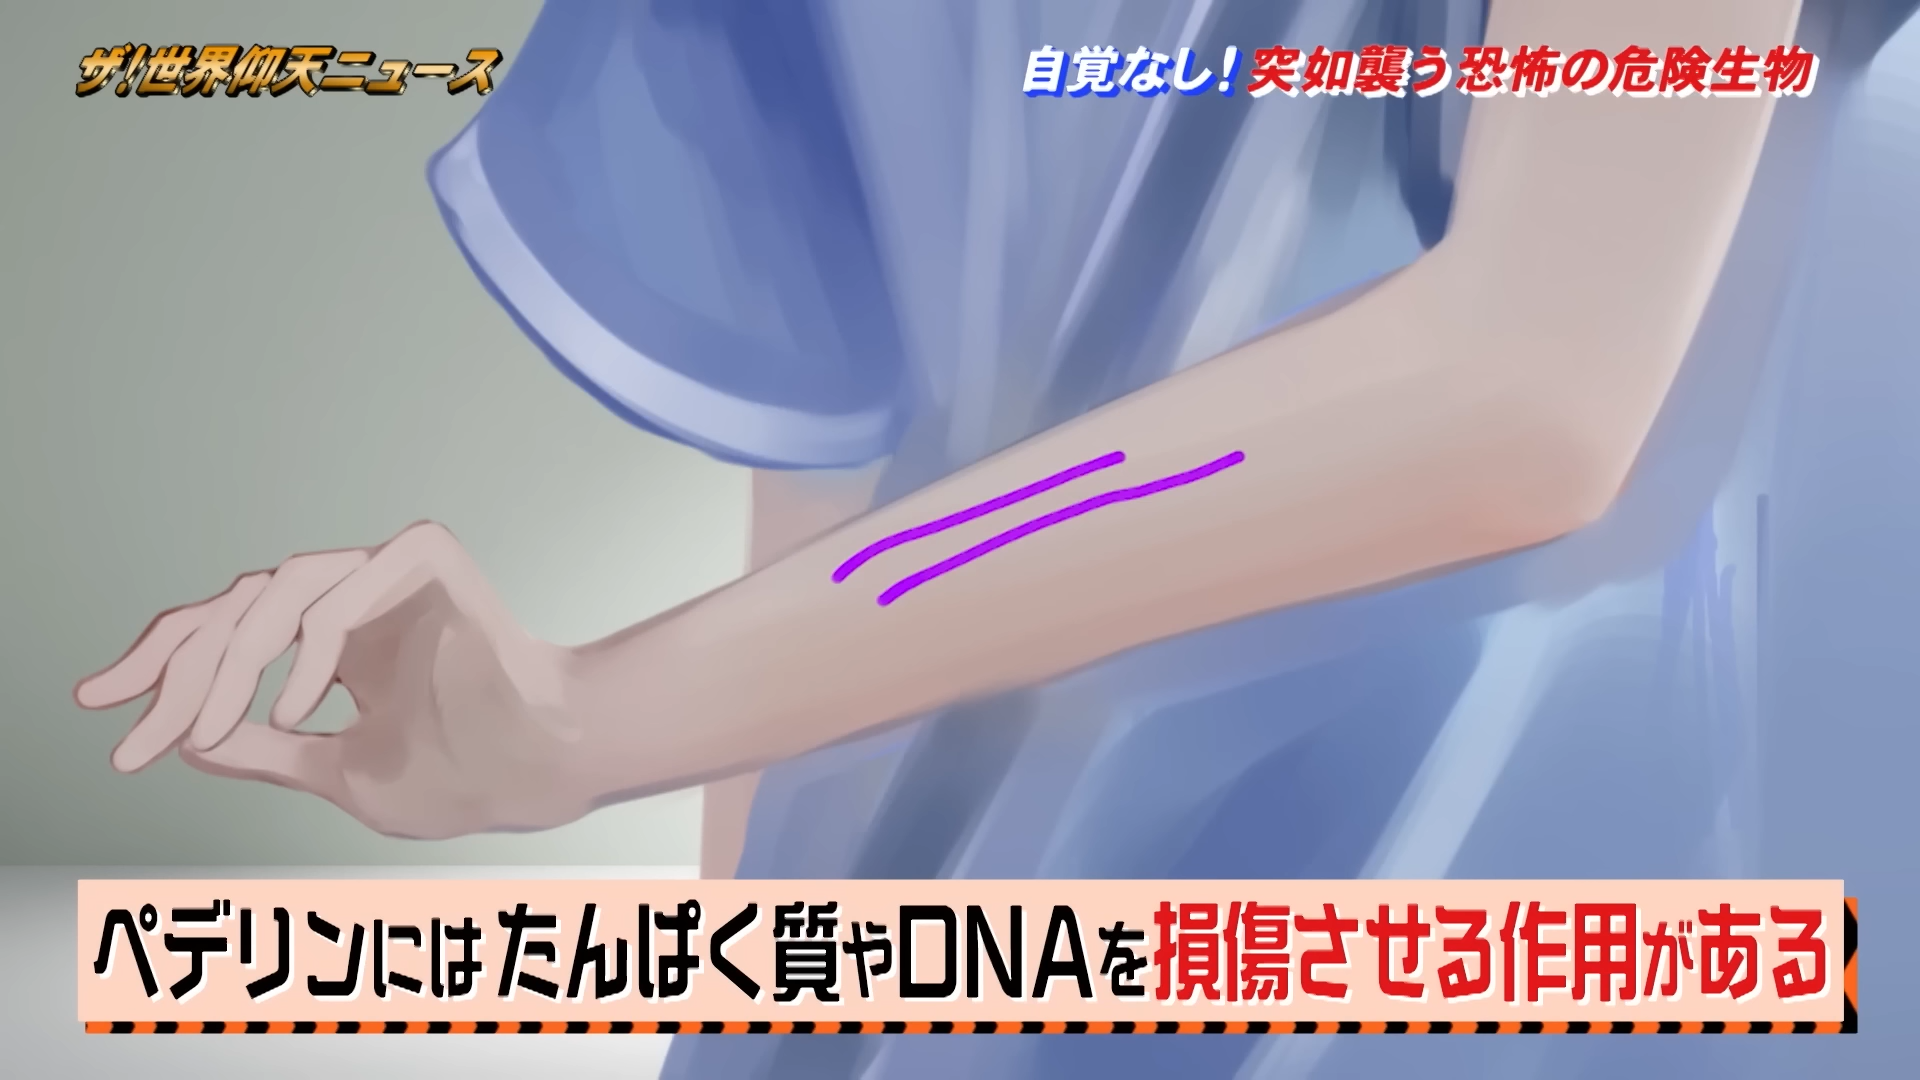 ザ!世界仰天ニュース
自覚なし!突如襲う恐怖の危険生物
ペデリンにはたんぱく質やDNAを損傷させる作用がある